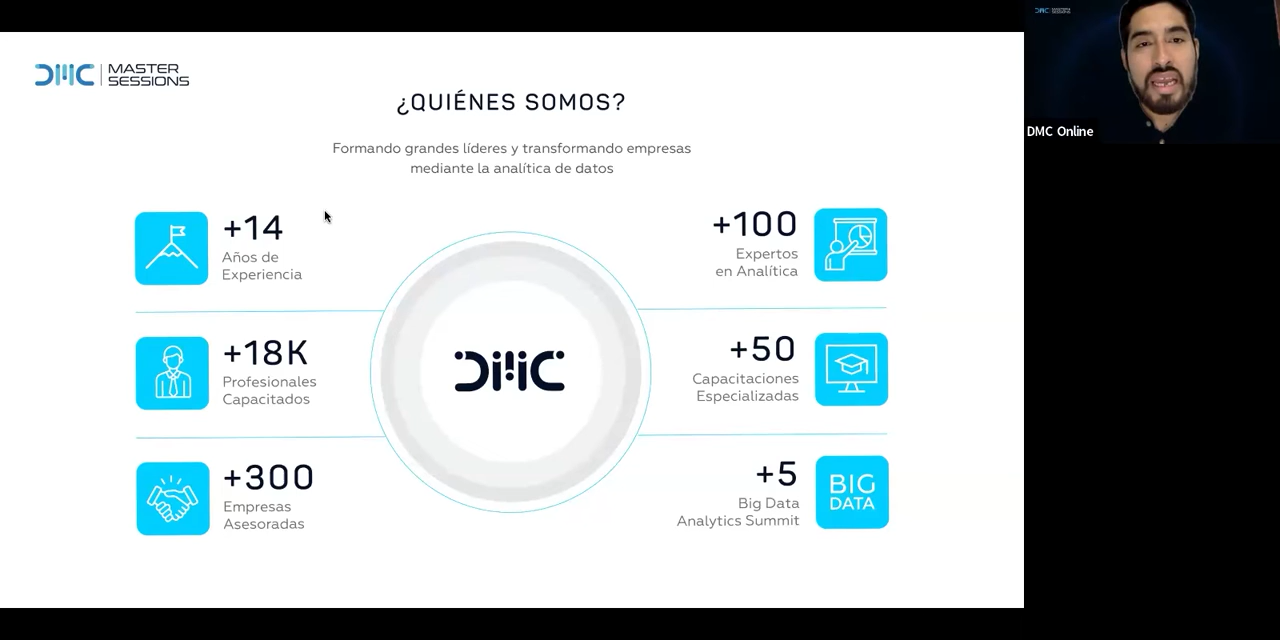 DMC | MASTER
SESSIONS
¿QUIÉNES SOMOS?
Formando grandes líderes y transformando empresas
mediante la analítica de datos
+14
Años de
Experiencia
+18K
Profesionales
Capacitados
+300
Empresas
Asesoradas
DMC
+100
Expertos
en Analítica
+50
Capacitaciones
Especializadas
+5
Big Data
Analytics Summit
BIG
DATA
DMC Online